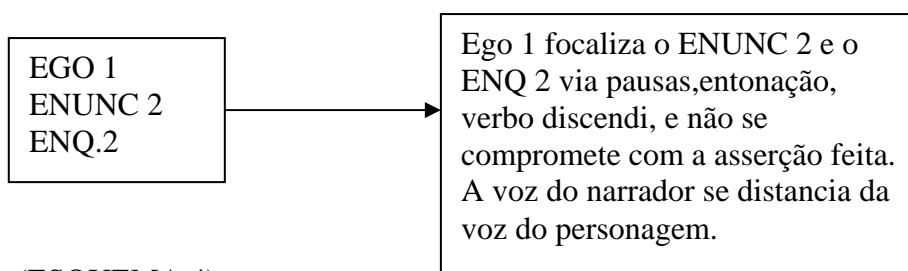 EGO 1
ENUNC 2
ENQ.2
Ego 1 focaliza o ENUNC 2 e o
ENQ 2 via pausas,entonação,
verbo discendi, e não se
compromete com a asserção feita.
A voz do narrador se distancia da
voz do personagem.